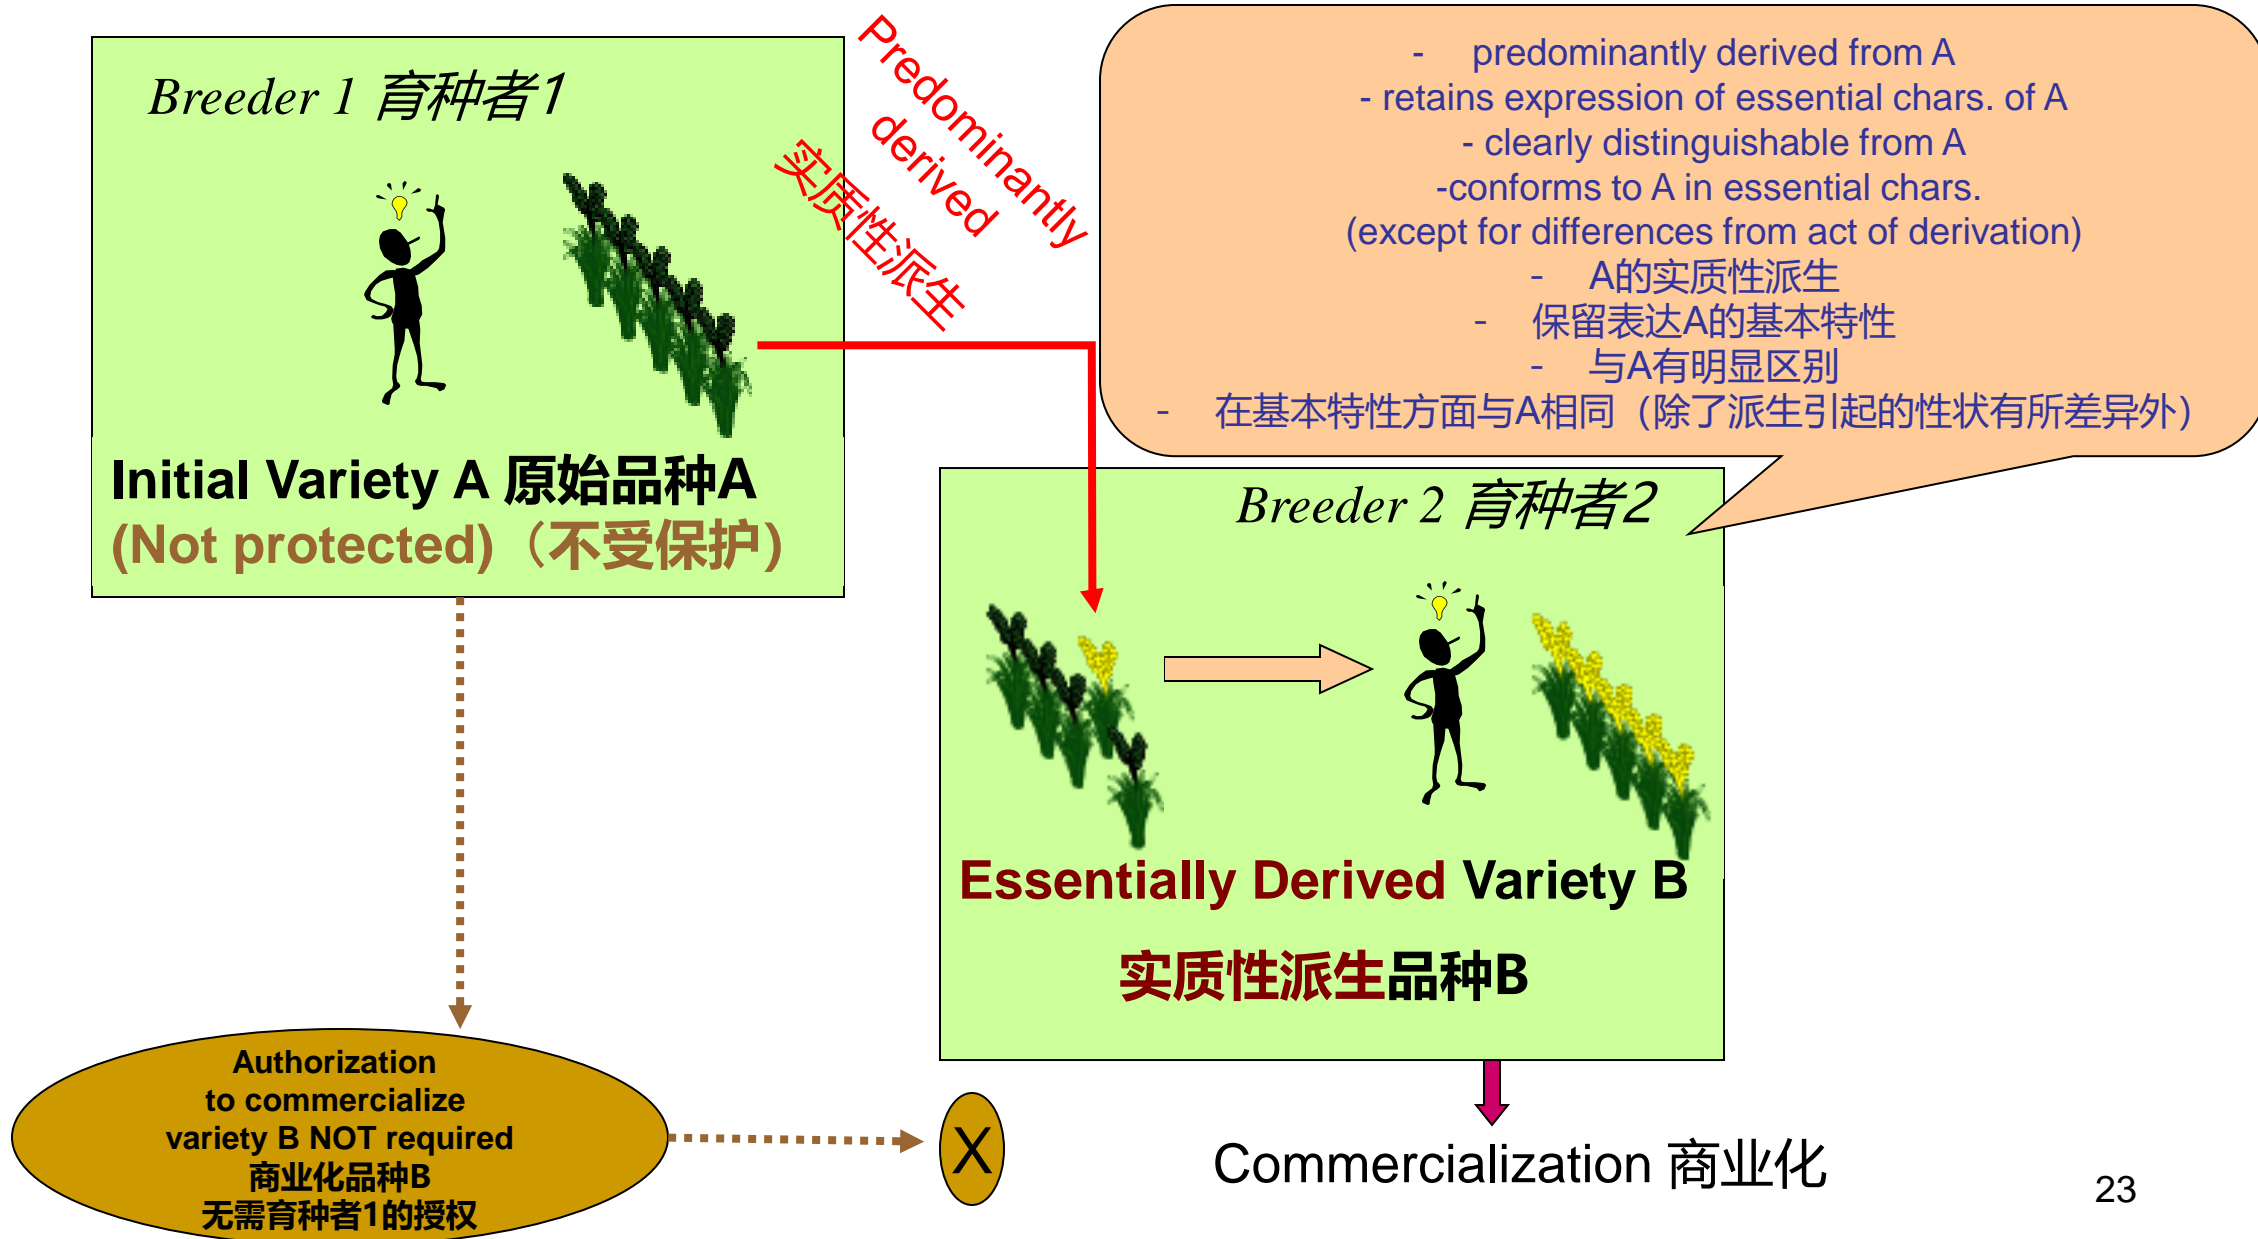 Breeder 1 育种者1
Initial Variety A 原始品种A
(Not protected)（不受保护）
Predominantly
derived
实质性派生
- predominantly derived from A
- retains expression of essential chars. of A
- clearly distinguishable from A
-conforms to A in essential chars.
(except for differences from act of derivation)
- A的实质性派生
- 保留表达A的基本特性
- 与A有明显区别
- 在基本特性方面与A相同（除了派生引起的性状有所差异外）
Breeder 2 育种者2
Essentially Derived Variety B
实质性派生品种B
Authorization
to commercialize
variety B NOT required
商业化品种B
无需育种者1的授权
X
Commercialization 商业化
23